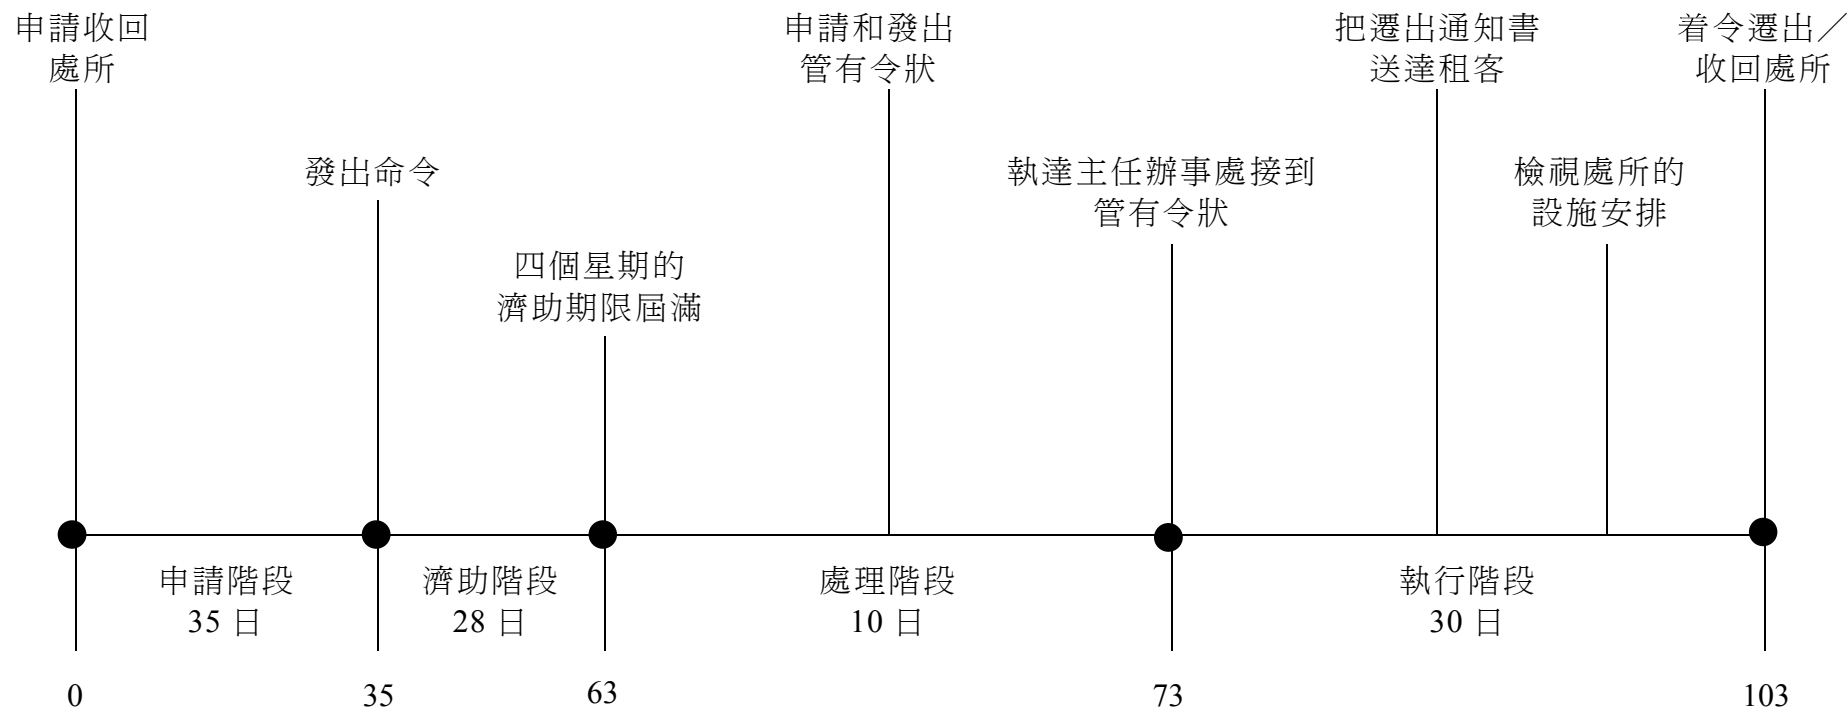 申請收回
處所
申請和發出
管有令狀
把遷出通知書
送達租客
着令遷出／
收回處所
發出命令
執達主任辦事處接到
管有令狀
檢視處所的
設施安排
四個星期的
濟助期限屆滿
申請階段
35 日
濟助階段
28 日
處理階段
10 日
執行階段
30 日
0
35
63
73
103